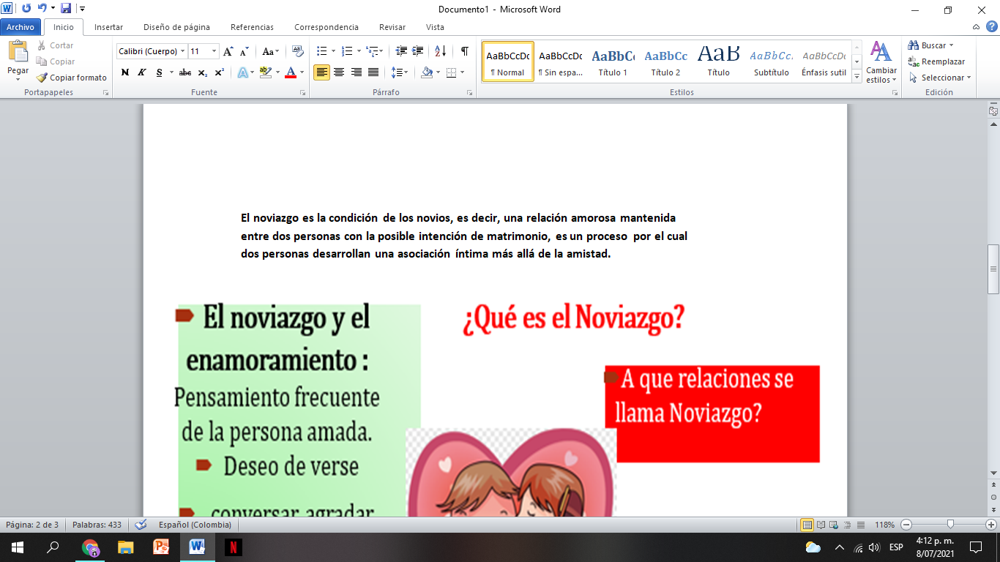 Documento1 - Microsoft Word
Archivo
Inicio
Insertar
Diseño de página
Referencias
Correspondencia
Revisar
Vista
Pegar
Cortar
Copiar
Copiar formato
Portapapeles
Calibri (Cuerpo)
11
N K S abc x₂ x²
Fuente
Párrafo
AaBbCcDc
¶ Normal
AaBbCcDc
¶ Sin espa...
AaBbCc
Título 1
AaBbCc
Título 2
AaB
Título
AaBbCc.
Subtítulo
AaBbCcDc
Énfasis sutil
Cambiar
estilos
Estilos
Buscar
Reemplazar
Seleccionar
Edición
El noviazgo es la condición de los novios, es decir, una relación amorosa mantenida
entre dos personas con la posible intención de matrimonio, es un proceso por el cual
dos personas desarrollan una asociación íntima más allá de la amistad.
El noviazgo y el
enamoramiento :
Pensamiento frecuente
de la persona amada.
Deseo de verse
conversar, agradar
¿Qué es el Noviazgo?
A que relaciones se
llama Noviazgo?
Página: 2 de 3
Palabras: 433
Español (Colombia)
118%
ESP
4:12 p. m.
8/07/2021